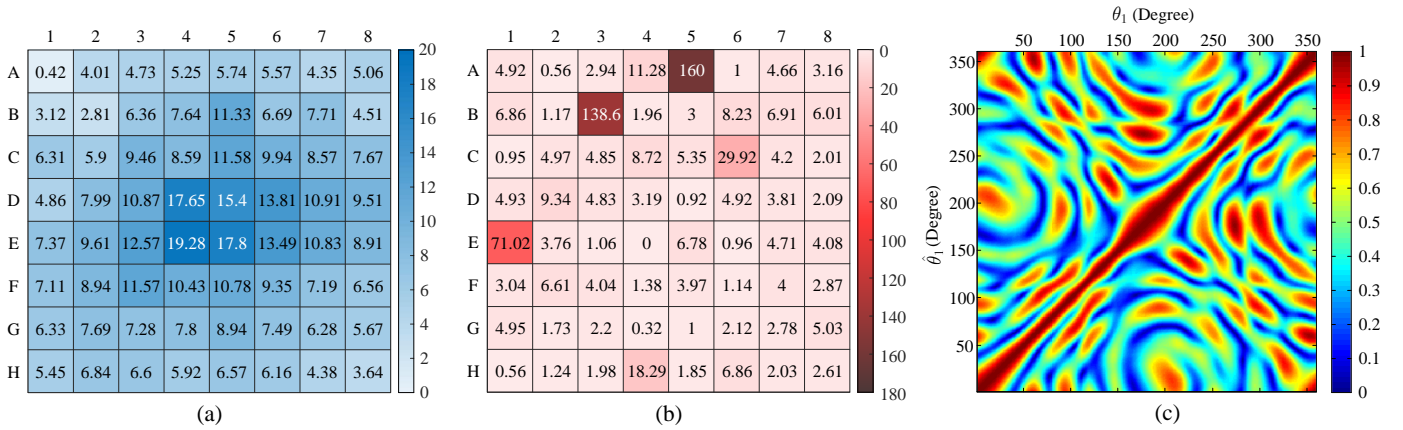 1 2 3 4 5 6 7 8
A 0.42 4.01 4.73 5.25 5.74 5.57 4.35 5.06
B 3.12 2.81 6.36 7.64 11.33 6.69 7.71 4.51
C 6.31 5.9 9.46 8.59 11.58 9.94 8.57 7.67
D 4.86 7.99 10.87 17.65 15.4 13.81 10.91 9.51
E 7.37 9.61 12.57 19.28 17.8 13.49 10.83 8.91
F 7.11 8.94 11.57 10.43 10.78 9.35 7.19 6.56
G 6.33 7.69 7.28 7.8 8.94 7.49 6.28 5.67
H 5.45 6.84 6.6 5.92 6.57 6.16 4.38 3.64
20
18
16
14
12
10
8
6
4
2
0
(a)
1 2 3 4 5 6 7 8
A 4.92 0.56 2.94 11.28 160 1 4.66 3.16
B 6.86 1.17 138.6 1.96 3 8.23 6.91 6.01
C 0.95 4.97 4.85 8.72 5.35 29.92 4.2 2.01
D 4.93 9.34 4.83 3.19 0.92 4.92 3.81 2.09
E 71.02 3.76 1.06 0 6.78 0.96 4.71 4.08
F 3.04 6.61 4.04 1.38 3.97 1.14 4 2.87
G 4.95 1.73 2.2 0.32 1 2.12 2.78 5.03
H 0.56 1.24 1.98 18.29 1.85 6.86 2.03 2.61
0
20
40
60
80
100
120
140
160
180
(b)
θ₁ (Degree)
50 100 150 200 250 300 350
θ̂₁ (Degree)
350
300
250
200
150
100
50
1
0.9
0.8
0.7
0.6
0.5
0.4
0.3
0.2
0.1
0
(c)